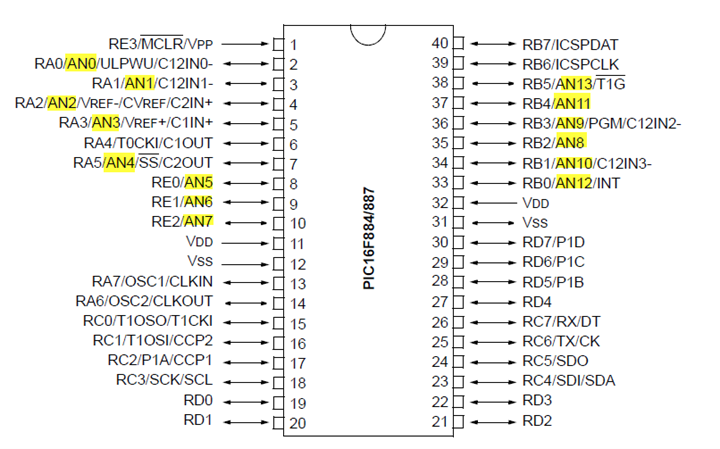 RE3/MCLR/VPP 1 40 RB7/ICSPDAT
RA0/AN0/ULPWU/C12IN0- 2 39 RB6/ICSPCLK
RA1/AN1/C12IN1- 3 38 RB5/AN13/T1G
RA2/AN2/VREF-/CVREF/C2IN+ 4 37 RB4/AN11
RA3/AN3/VREF+/C1IN+ 5 36 RB3/AN9/PGM/C12IN2-
RA4/T0CKI/C1OUT 6 35 RB2/AN8
RA5/AN4/SS/C2OUT 7 34 RB1/AN10/C12IN3-
RE0/AN5 8 33 RB0/AN12/INT
RE1/AN6 9 32 VDD
RE2/AN7 10 31 VSS
VDD 11 30 RD7/P1D
VSS 12 29 RD6/P1C
RA7/OSC1/CLKIN 13 28 RD5/P1B
RA6/OSC2/CLKOUT 14 27 RD4
RC0/T1OSO/T1CKI 15 26 RC7/RX/DT
RC1/T1OSI/CCP2 16 25 RC6/TX/CK
RC2/P1A/CCP1 17 24 RC5/SDO
RC3/SCK/SCL 18 23 RC4/SDI/SDA
RD0 19 22 RD3
RD1 20 21 RD2
PIC16F884/887